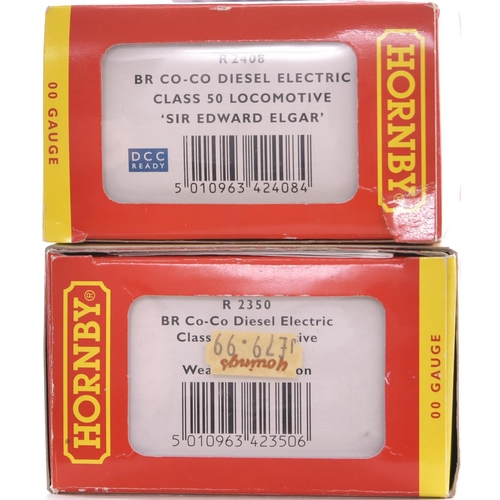 R 2408
BR CO-CO DIESEL ELECTRIC
CLASS 50 LOCOMOTIVE
'SIR EDWARD ELGAR'
DCC
READY
5 010963 424084
00 GAUGE
HORNBY®
HORNBY®
R 2350
BR Co-Co Diesel Electric
Class
£79.99
youings
5 010963 423506
00 GAUGE